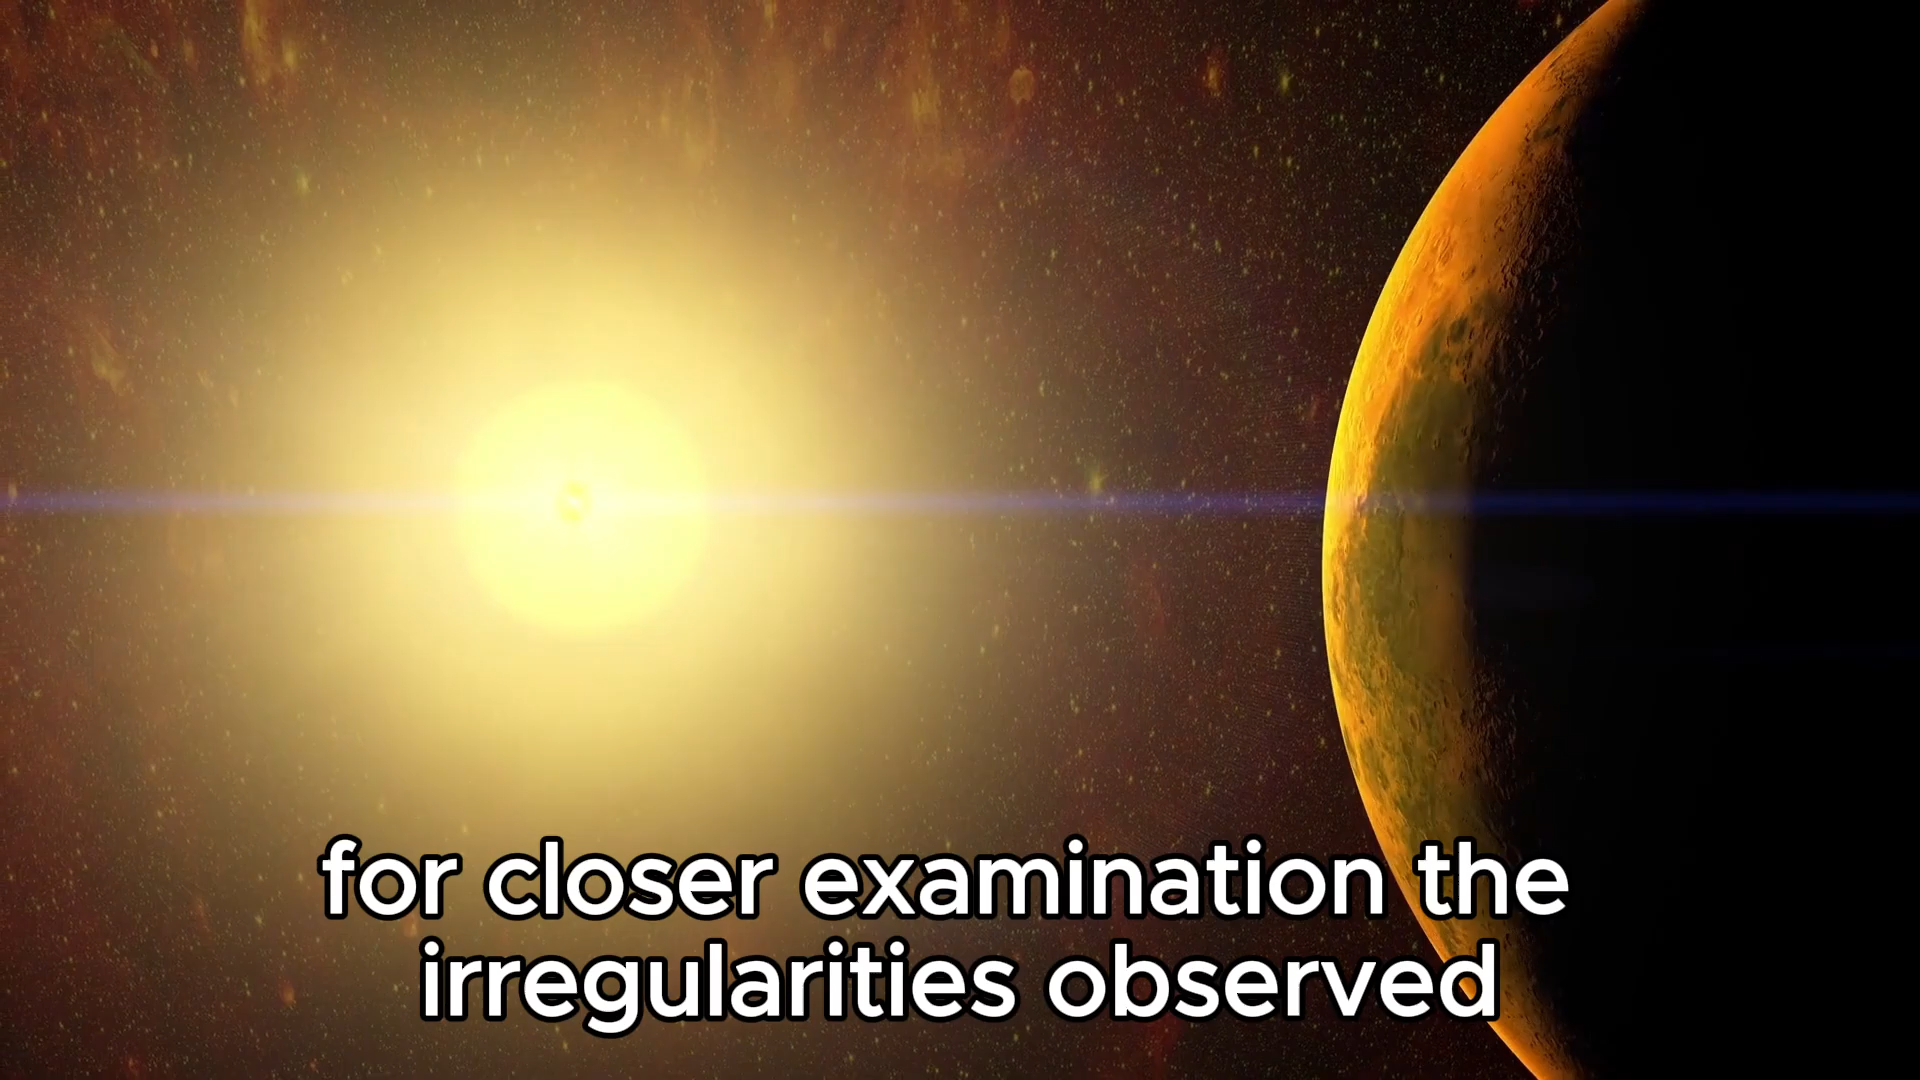 for closer examination the
irregularities observed